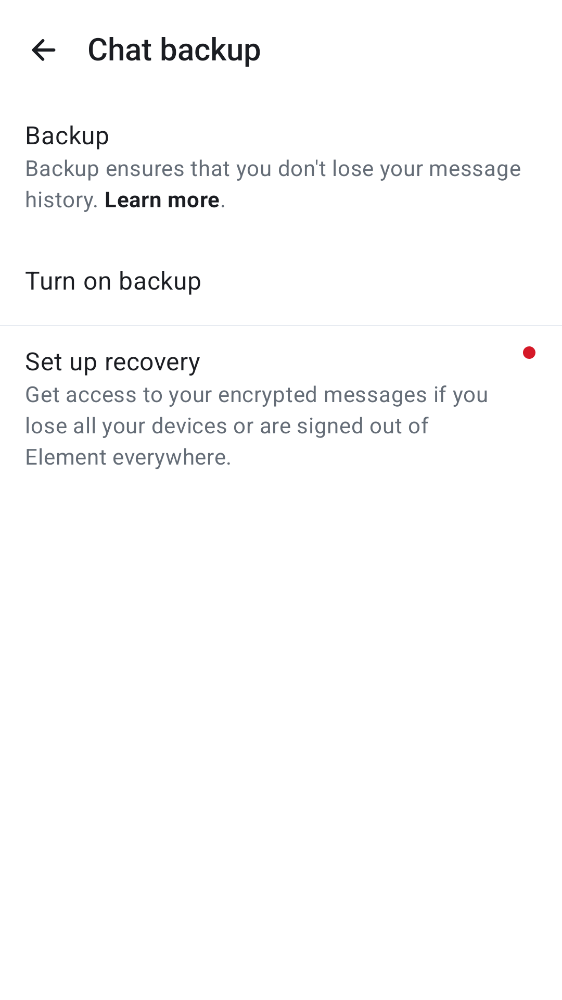 Chat backup
Backup
Backup ensures that you don't lose your message
history. Learn more.
Turn on backup
Set up recovery
Get access to your encrypted messages if you
lose all your devices or are signed out of
Element everywhere.